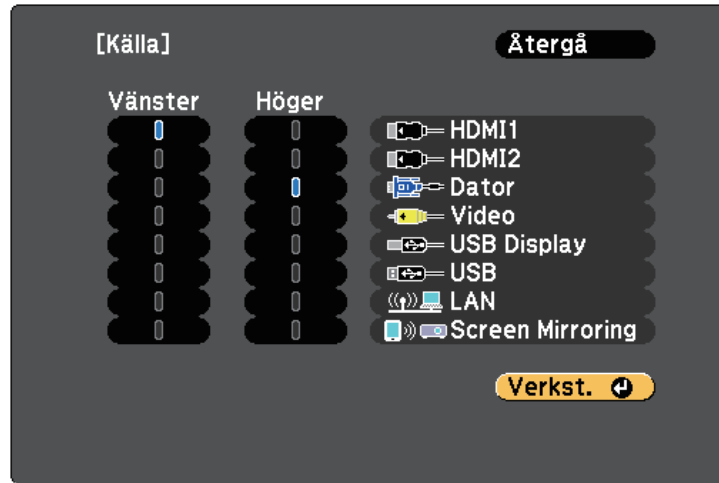 [Källa]
Återgå
Vänster
Höger
HDMI1
HDMI2
Dator
Video
USB Display
USB
LAN
Screen Mirroring
Verkst.